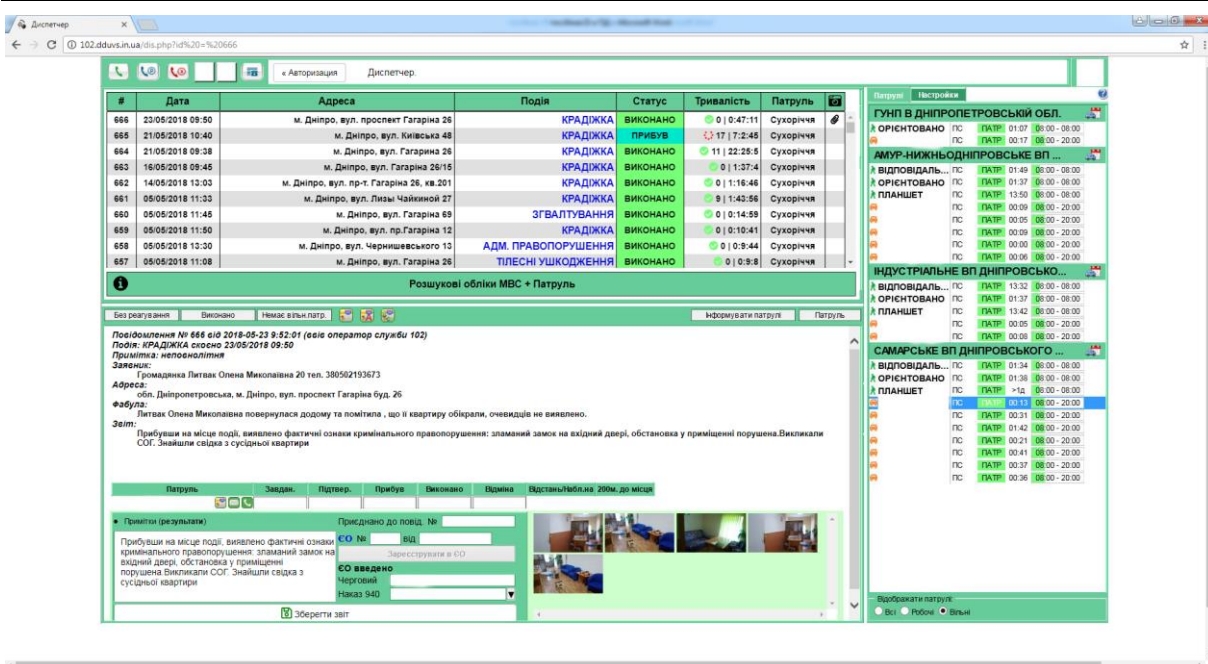 Диспетчер
102.dduvs.in.ua/dis.php?id%20=%20666
« Авторизация Диспетчер.
# Дата Адреса Подія Статус Тривалість Патруль
666 23/05/2018 09:50 м. Дніпро, вул. проспект Гагаріна 26 КРАДІЖКА ВИКОНАНО 0 | 0:47:11 Сухоріччя
665 21/05/2018 10:40 м. Дніпро, вул. Київська 48 КРАДІЖКА ПРИБУВ 17 | 7:2:45 Сухоріччя
664 21/05/2018 09:38 м. Дніпро, вул. Гагарина 26 КРАДІЖКА ВИКОНАНО 11 | 22:25:5 Сухоріччя
663 16/05/2018 09:45 м. Дніпро, вул. Гагаріна 26/15 КРАДІЖКА ВИКОНАНО 0 | 1:37:4 Сухоріччя
662 14/05/2018 13:03 м. Дніпро, вул. пр-т. Гагаріна 26, кв.201 КРАДІЖКА ВИКОНАНО 0 | 1:16:46 Сухоріччя
661 05/05/2018 11:33 м. Дніпро, вул. Лизы Чайкиной 27 КРАДІЖКА ВИКОНАНО 9 | 1:43:56 Сухоріччя
660 05/05/2018 11:45 м. Дніпро, вул. Гагаріна 69 ЗГВАЛТУВАННЯ ВИКОНАНО 0 | 0:14:59 Сухоріччя
659 05/05/2018 11:50 м. Дніпро, вул. пр.Гагаріна 12 КРАДІЖКА ВИКОНАНО 0 | 0:10:41 Сухоріччя
658 05/05/2018 13:30 м. Дніпро, вул. Чернишевського 13 АДМ. ПРАВОПОРУШЕННЯ ВИКОНАНО 0 | 0:9:44 Сухоріччя
657 05/05/2018 11:08 м. Дніпро, вул. Гагаріна 26 ТІЛЕСНІ УШКОДЖЕННЯ ВИКОНАНО 0 | 0:9:8 Сухоріччя
Розшукові обліки МВС + Патруль
Без реагування Виконано Немає вільн.патр. Інформувати патрулі Патруль
Повідомлення № 666 від 2018-05-23 9:52:01 (ввів оператор служби 102)
Подія: КРАДІЖКА скоєно 23/05/2018 09:50
Примітка: неповнолітня
Заявник:
Громадянка Литвак Олена Миколаівна 20 тел. 380502193673
Адреса:
обл. Дніпропетровська, м. Дніпро, вул. проспект Гагаріна буд. 26
Фабула:
Литвак Олена Миколаевна повернулася додому та помітила , що її квартиру обікрали, очевидців не виявлено.
Звіт:
Прибувши на місце події, виявлено фактичні ознаки кримінального правопорушення: зламаний замок на вхідний двері, обстановка у приміщенні порушена.Викликали
СОГ. Знайшли свідка з сусідньої квартири
Патруль Завдан. Підтвер. Прибув Виконано Відміна Відстань/Набл.на 200м. до місця
Примітки (результати)
Прибувши на місце події, виявлено фактичні ознаки
кримінального правопорушення: зламаний замок на
вхідний двері, обстановка у приміщенні
порушена.Викликали СОГ. Знайшли свідка з
сусідньої квартири
Зберегти звіт
Приєднано до повід. №
ЄО № від
Зареєструвати в ЄО
ЄО введено
Черговий
Наказ 940
Патрулі Настройки
ГУНП В ДНІПРОПЕТРОВСЬКІЙ ОБЛ.
ОРІЄНТОВАНО ПС ПАТР 01:07 08:00 - 08:00
ПС ПАТР 00:17 08:00 - 20:00
АМУР-НИЖНЬОДНІПРОВСЬКЕ ВП ...
ВІДПОВІДАЛЬ... ПС ПАТР 01:49 08:00 - 08:00
ОРІЄНТОВАНО ПС ПАТР 01:37 08:00 - 08:00
ПЛАНШЕТ ПС ПАТР 13:50 08:00 - 08:00
ПС ПАТР 00:09 08:00 - 20:00
ПС ПАТР 00:05 08:00 - 20:00
ПС ПАТР 00:09 08:00 - 20:00
ПС ПАТР 00:00 08:00 - 20:00
ПС ПАТР 00:06 08:00 - 20:00
ІНДУСТРІАЛЬНЕ ВП ДНІПРОВСЬКО...
ВІДПОВІДАЛЬ... ПС ПАТР 13:32 08:00 - 08:00
ОРІЄНТОВАНО ПС ПАТР 01:37 08:00 - 08:00
ПЛАНШЕТ ПС ПАТР 13:42 08:00 - 08:00
ПС ПАТР 00:05 08:00 - 20:00
ПС ПАТР 00:08 08:00 - 20:00
САМАРСЬКЕ ВП ДНІПРОВСЬКОГО ...
ВІДПОВІДАЛЬ... ПС ПАТР 01:34 08:00 - 08:00
ОРІЄНТОВАНО ПС ПАТР 01:36 08:00 - 08:00
ПЛАНШЕТ ПС ПАТР >1д 08:00 - 08:00
ПС ПАТР 00:13 08:00 - 20:00
ПС ПАТР 00:31 08:00 - 20:00
ПС ПАТР 01:42 08:00 - 20:00
ПС ПАТР 00:21 08:00 - 20:00
ПС ПАТР 00:41 08:00 - 20:00
ПС ПАТР 00:37 08:00 - 20:00
ПС ПАТР 00:36 08:00 - 20:00
Відображати патрулі:
Всі Робочі Вільні